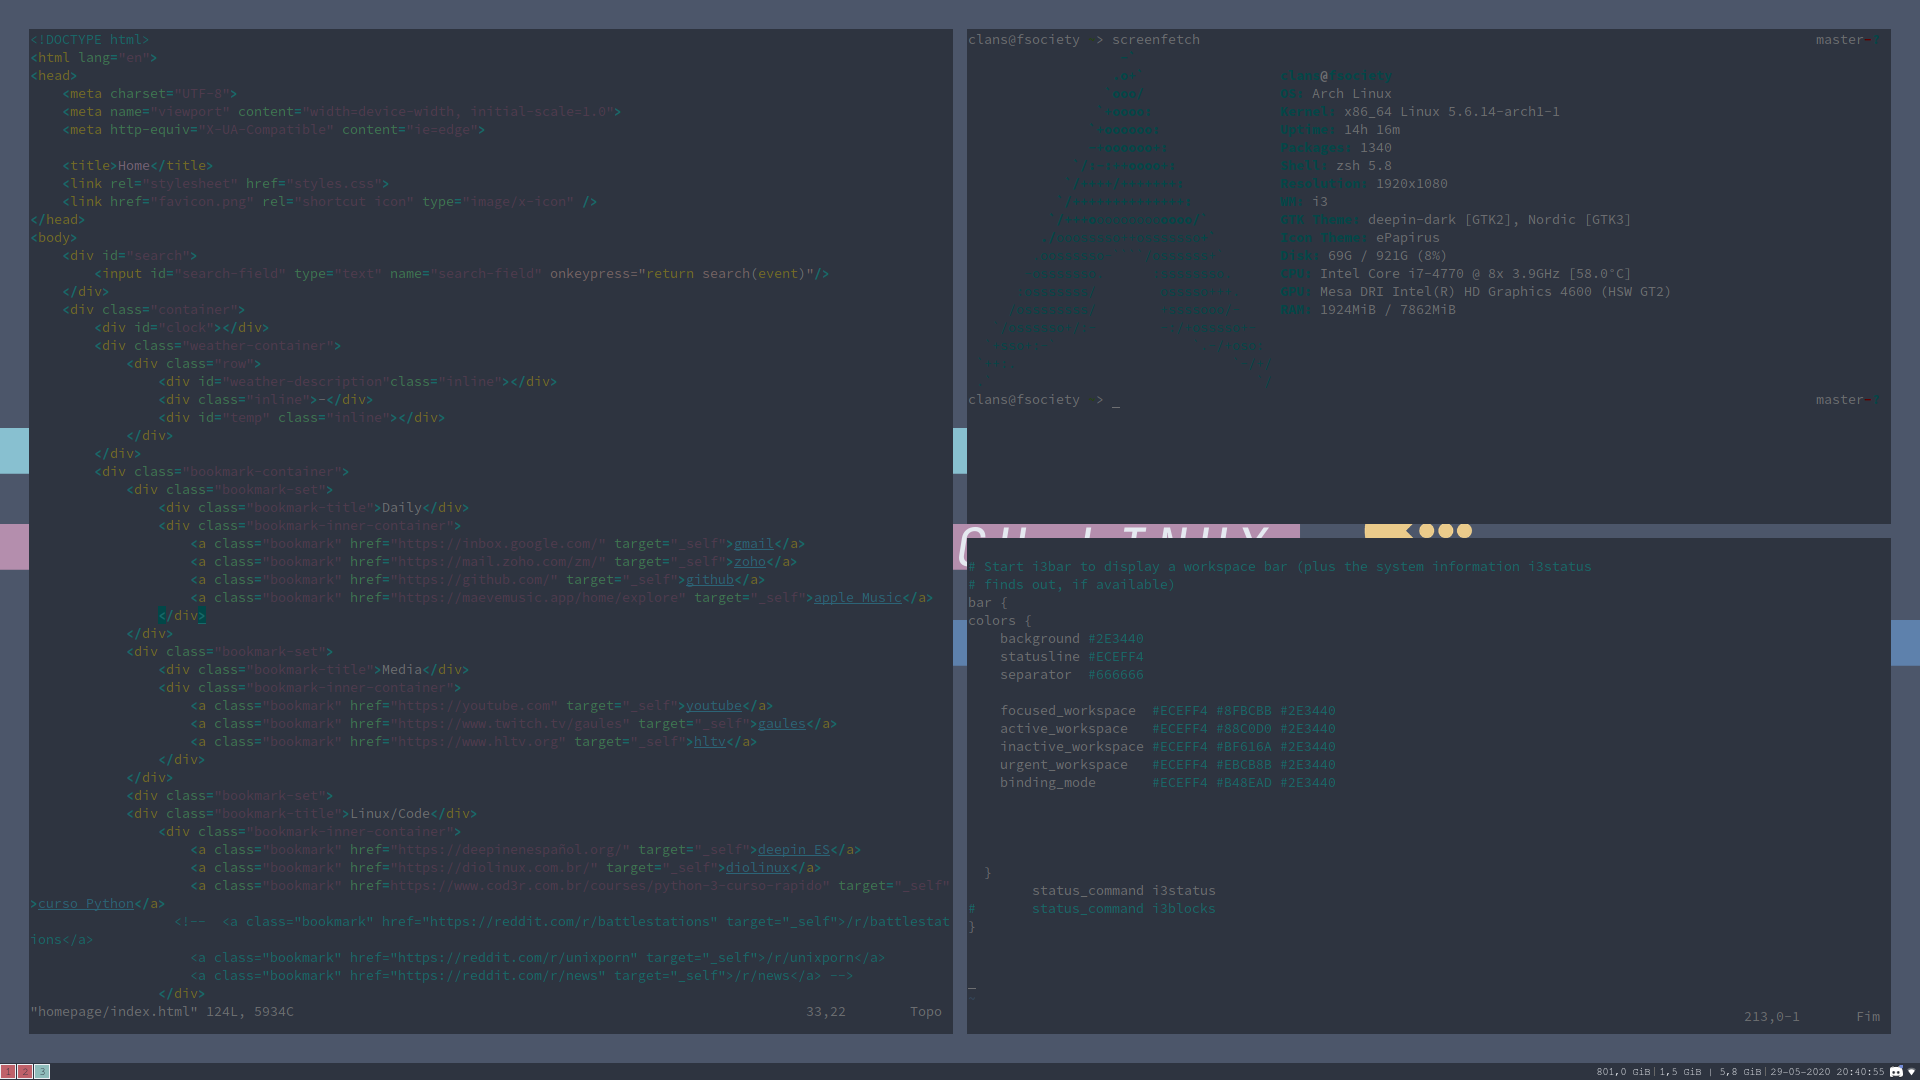 <!DOCTYPE html>
<html lang="en">
<head>
<meta charset="UTF-8">
<meta name="viewport" content="width=device-width, initial-scale=1.0">
<meta http-equiv="X-UA-Compatible" content="ie=edge">
<title>Home</title>
<link rel="stylesheet" href="styles.css">
<link href="favicon.png" rel="shortcut icon" type="image/x-icon" />
</head>
<body>
<div id="search">
<input id="search-field" type="text" name="search-field" onkeypress="return search(event)"/>
</div>
<div class="container">
<div id="clock"></div>
<div class="weather-container">
<div class="row">
<div id="weather-description"class="inline"></div>
<div class="inline">-</div>
<div id="temp" class="inline"></div>
</div>
</div>
<div class="bookmark-container">
<div class="bookmark-set">
<div class="bookmark-title">Daily</div>
<div class="bookmark-inner-container">
<a class="bookmark" href="https://inbox.google.com/" target="_self">gmail</a>
<a class="bookmark" href="https://mail.zoho.com/zm/" target="_self">zoho</a>
<a class="bookmark" href="https://github.com/" target="_self">github</a>
<a class="bookmark" href="https://maevemusic.app/home/explore" target="_self">apple Music</a>
</div>
</div>
<div class="bookmark-set">
<div class="bookmark-title">Media</div>
<div class="bookmark-inner-container">
<a class="bookmark" href="https://youtube.com" target="_self">youtube</a>
<a class="bookmark" href="https://www.twitch.tv/gaules" target="_self">gaules</a>
<a class="bookmark" href="https://www.hltv.org" target="_self">hltv</a>
</div>
</div>
<div class="bookmark-set">
<div class="bookmark-title">Linux/Code</div>
<div class="bookmark-inner-container">
<a class="bookmark" href="https://deepinenespañol.org/" target="_self">deepin ES</a>
<a class="bookmark" href="https://diolinux.com.br/" target="_self">diolinux</a>
<a class="bookmark" href=https://www.cod3r.com.br/courses/python-3-curso-rapido" target="_self"
>curso Python</a>
<!--  <a class="bookmark" href="https://reddit.com/r/battlestations" target="_self">/r/battlestat
ions</a>
<a class="bookmark" href="https://reddit.com/r/unixporn" target="_self">/r/unixporn</a>
<a class="bookmark" href="https://reddit.com/r/news" target="_self">/r/news</a> -->
</div>
"homepage/index.html" 124L, 5934C 33,22 Topo
clans@fsociety > screenfetch master
clans@fsociety
OS: Arch Linux
Kernel: x86_64 Linux 5.6.14-arch1-1
Uptime: 14h 16m
Packages: 1340
Shell: zsh 5.8
Resolution: 1920x1080
WM: i3
GTK Theme: deepin-dark [GTK2], Nordic [GTK3]
Icon Theme: ePapirus
Disk: 69G / 921G (8%)
CPU: Intel Core i7-4770 @ 8x 3.9GHz [58.0°C]
GPU: Mesa DRI Intel(R) HD Graphics 4600 (HSW GT2)
RAM: 1924MiB / 7862MiB
clans@fsociety > _ master
CH LINUX
# Start i3bar to display a workspace bar (plus the system information i3status
# finds out, if available)
bar {
colors {
background #2E3440
statusline #ECEFF4
separator #666666
focused_workspace #ECEFF4 #8FBCBB #2E3440
active_workspace #ECEFF4 #88C0D0 #2E3440
inactive_workspace #ECEFF4 #BF616A #2E3440
urgent_workspace #ECEFF4 #EBCB8B #2E3440
binding_mode #ECEFF4 #B48EAD #2E3440
}
status_command i3status
# status_command i3blocks
}
213,0-1 Fim
1 2 3
801,0 GiB|1,5 GiB | 5,8 GiB|29-05-2020 20:40:55